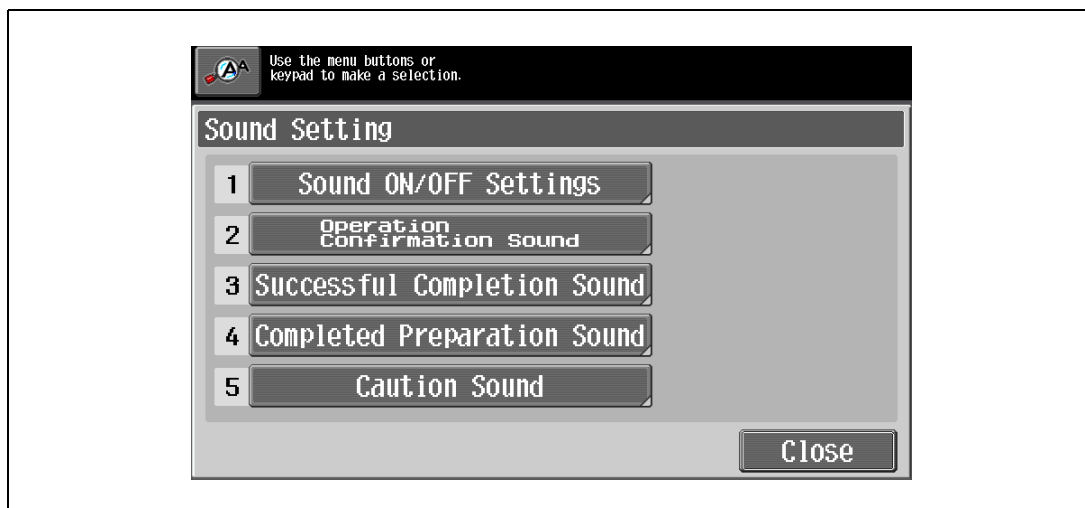 AA
Use the menu buttons or
keypad to make a selection.
Sound Setting
1 Sound ON/OFF Settings
2 Operation
Confirmation Sound
3 Successful Completion Sound
4 Completed Preparation Sound
5 Caution Sound
Close